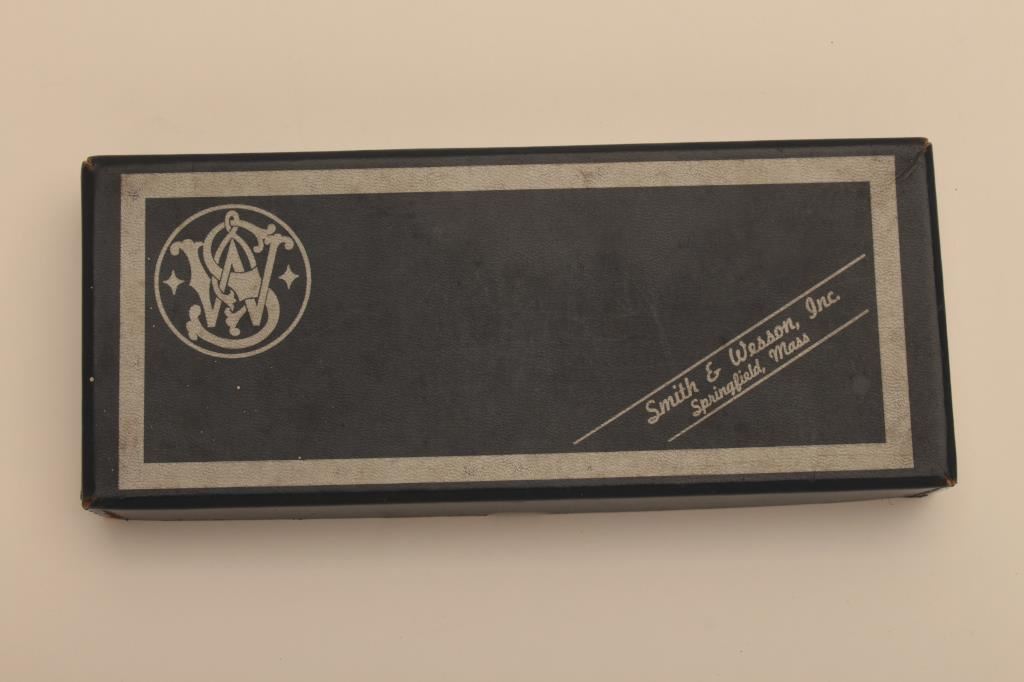 S&W
Smith & Wesson, Inc.
Springfield, Mass